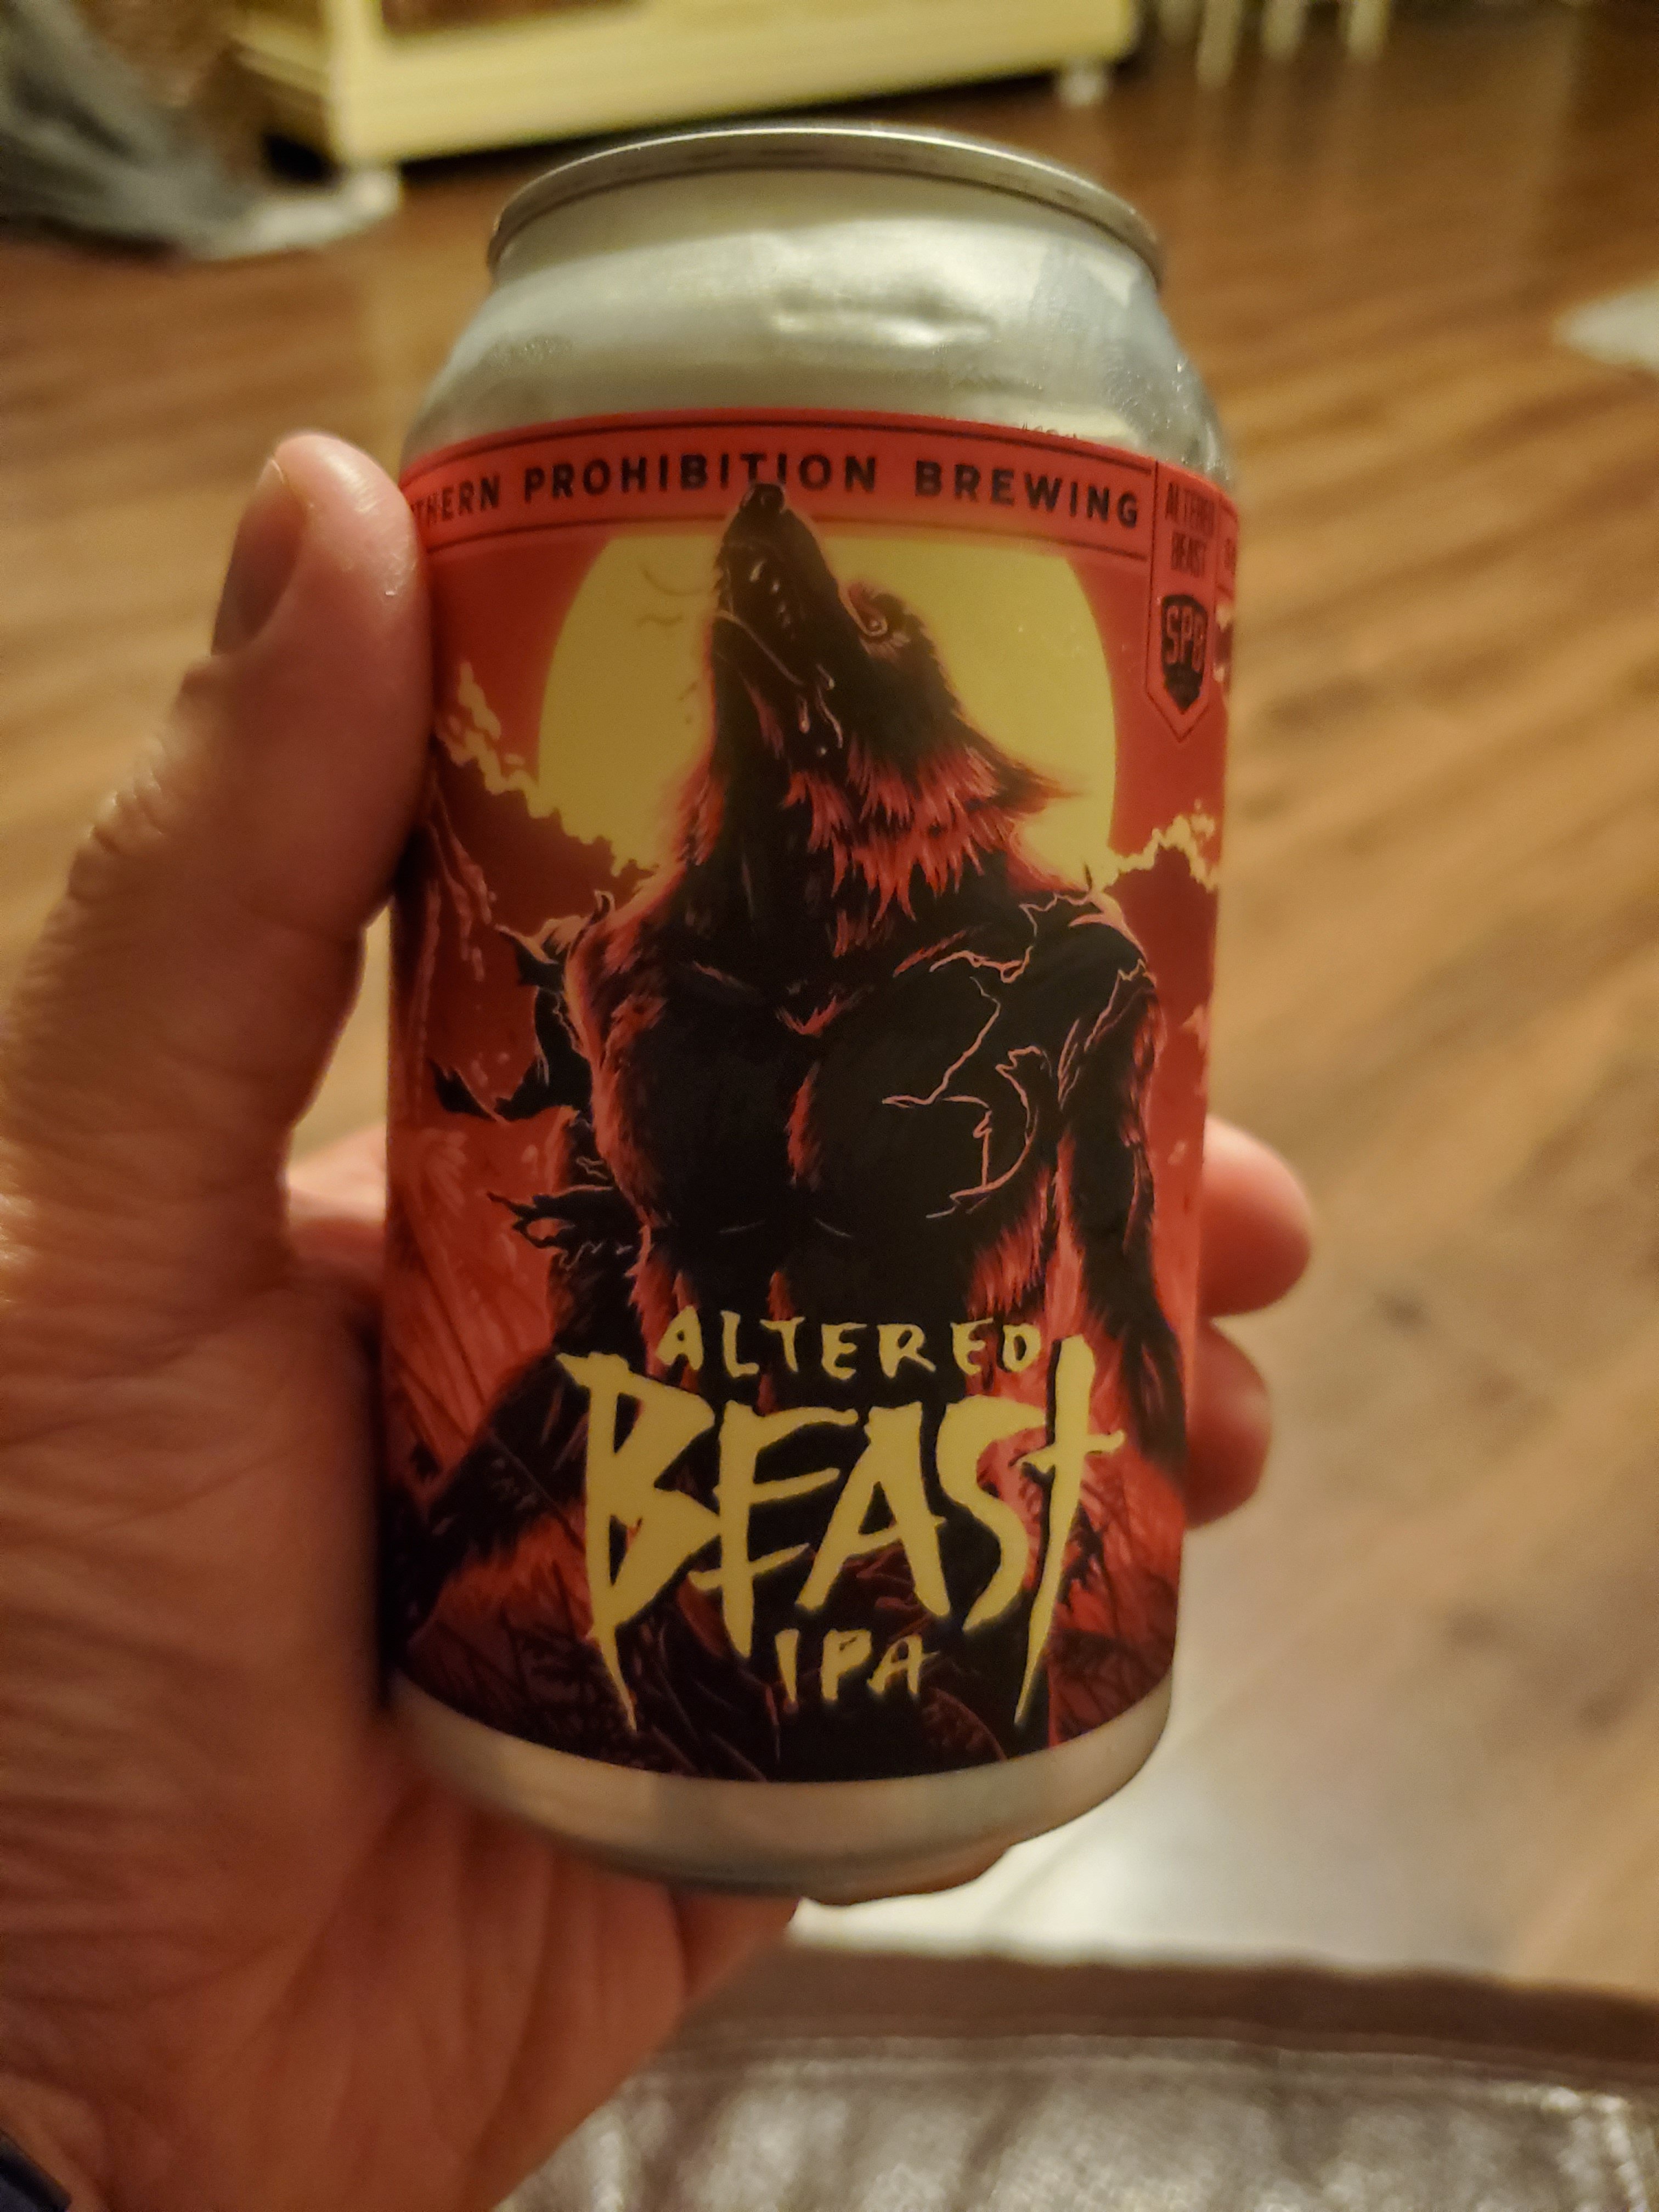 THERN PROHIBITION BREWING
ALTERED
BEAST
SPB
ALTERED
BEAST
IPA